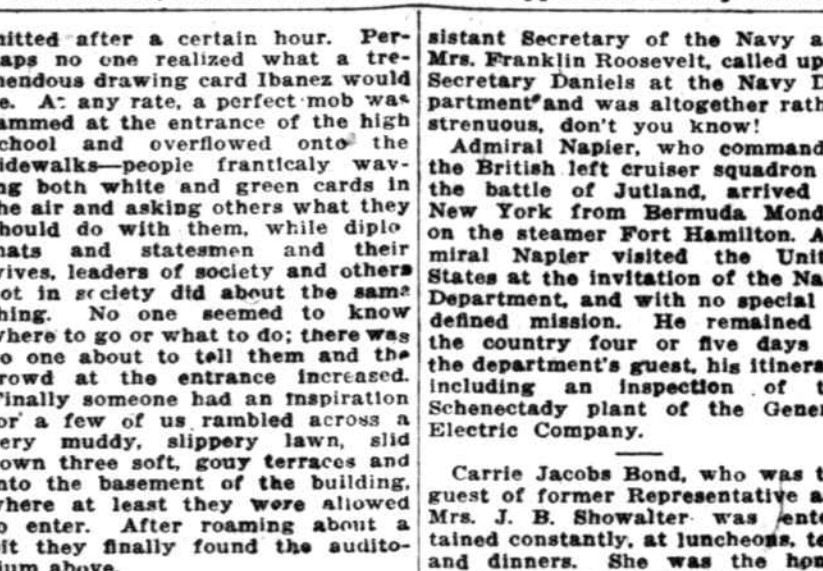 mitted after a certain hour. Per-
aps no one realized what a tre-
mendous drawing card Ibanez would
e. At any rate, a perfect mob was
ammed at the entrance of the high
chool and overflowed onto the
idewalks—people franticaly wav-
ng both white and green cards in
he air and asking others what they
hould do with them, while diplo
mats and statesmen and their
wives, leaders of society and others
ot in society did about the same
hing. No one seemed to know
where to go or what to do; there was
o one about to tell them and the
rowd at the entrance increased.
Finally someone had an inspiration
or a few of us rambled across a
ery muddy, slippery lawn, slid
own three soft, gouy terraces and
nto the basement of the building,
where at least they were allowed
o enter. After roaming about a
it they finally found the audito-
ium above.
sistant Secretary of the Navy a
Mrs. Franklin Roosevelt, called up
Secretary Daniels at the Navy D
partment and was altogether rath
strenuous, don't you know!
Admiral Napier, who command
the British left cruiser squadron
the battle of Jutland, arrived
New York from Bermuda Mond
on the steamer Fort Hamilton. A
miral Napier visited the Unit
States at the invitation of the Na
Department, and with no special
defined mission. He remained
the country four or five days
the department's guest, his itinera
including an inspection of t
Schenectady plant of the Gener
Electric Company.
Carrie Jacobs Bond, who was t
guest of former Representative a
Mrs. J. B. Showalter was ente
tained constantly, at luncheons, te
and dinners. She was the hon